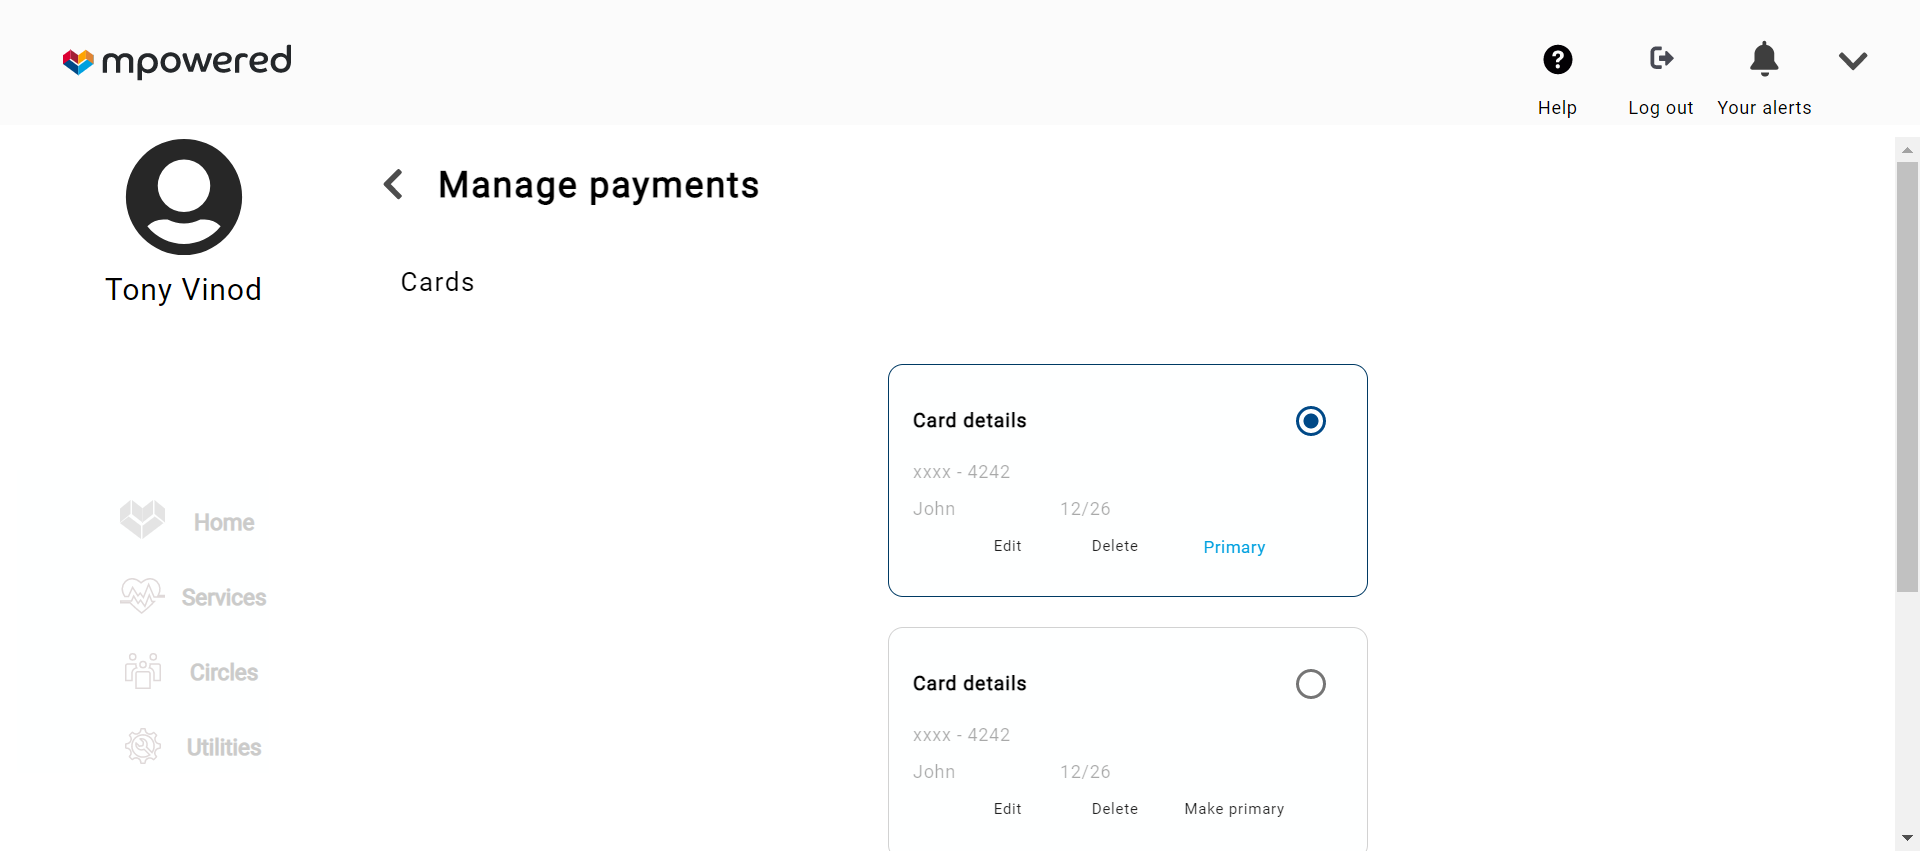 mpowered
Help
Log out
Your alerts
Tony Vinod
Home
Services
Circles
Utilities
Manage payments
Cards
Card details
xxxx - 4242
John 12/26
Edit Delete Primary
Card details
xxxx - 4242
John 12/26
Edit Delete Make primary